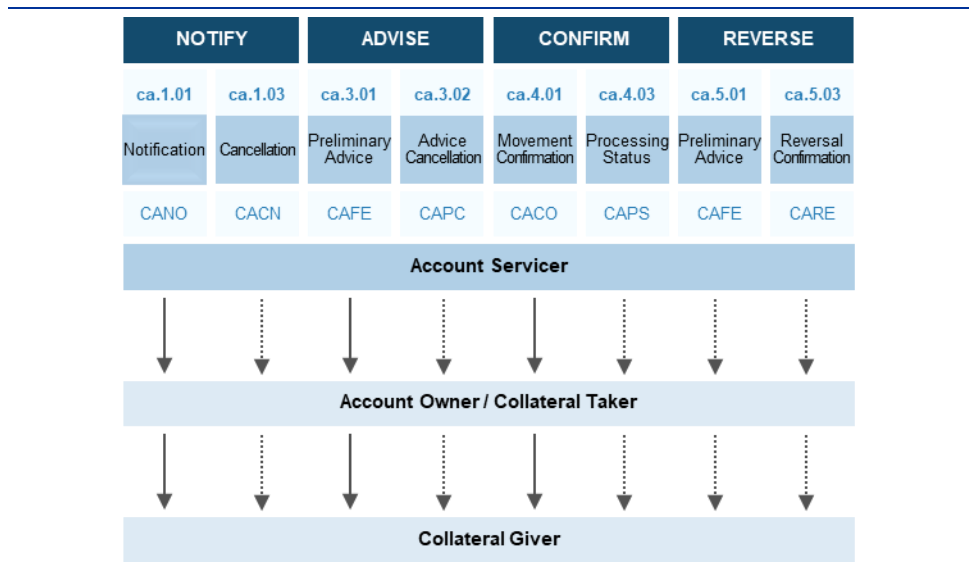 NOTIFY ADVISE CONFIRM REVERSE
ca.1.01 ca.1.03 ca.3.01 ca.3.02 ca.4.01 ca.4.03 ca.5.01 ca.5.03
Notification Cancellation Preliminary Advice Advice Cancellation Movement Confirmation Processing Status Preliminary Advice Reversal Confirmation
CANO CACN CAFE CAPC CACO CAPS CAFE CARE
Account Servicer
Account Owner / Collateral Taker
Collateral Giver